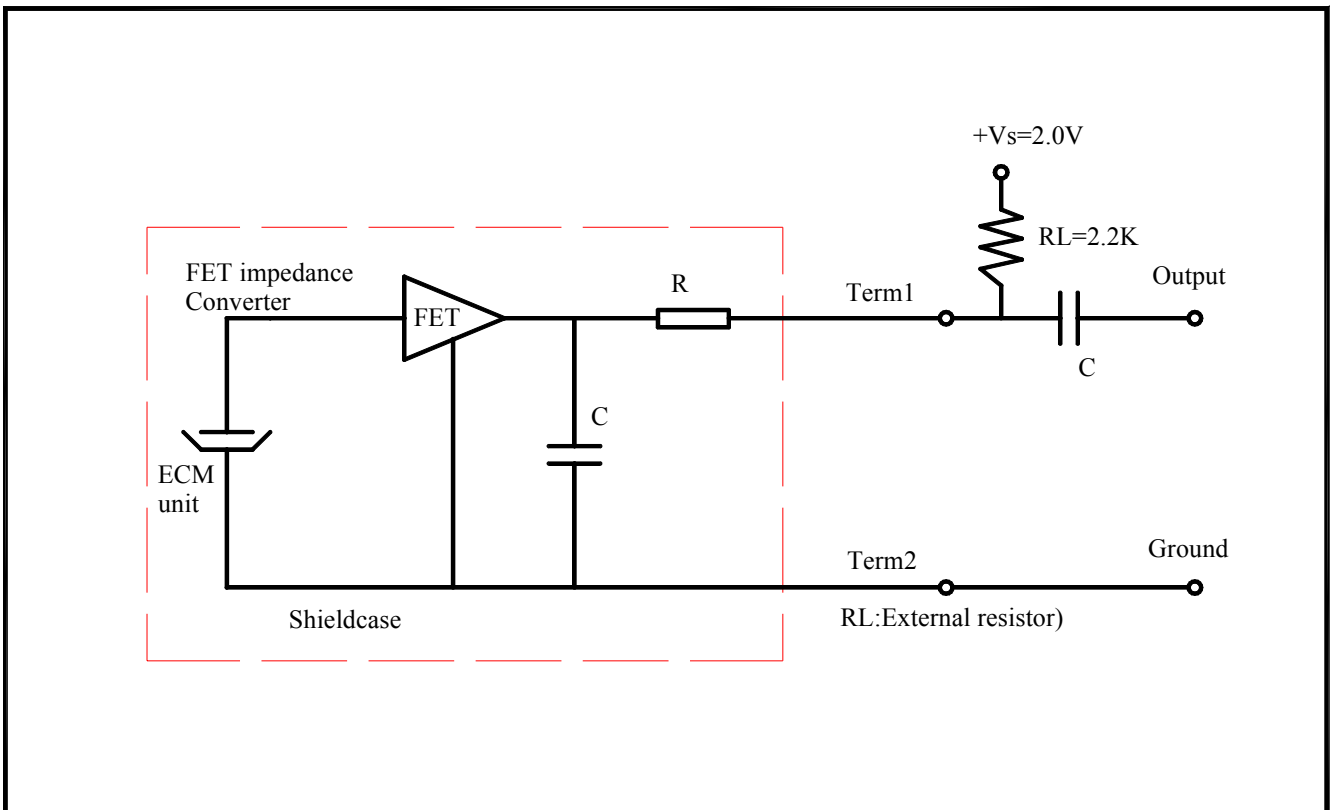 +Vs=2.0V
RL=2.2K
FET impedance
Converter
FET
R
Term1
Output
C
C
ECM
unit
Term2
Ground
Shieldcase
RL:External resistor)